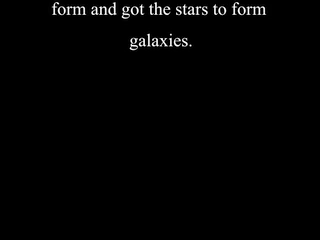 form and got the stars to form
galaxies.